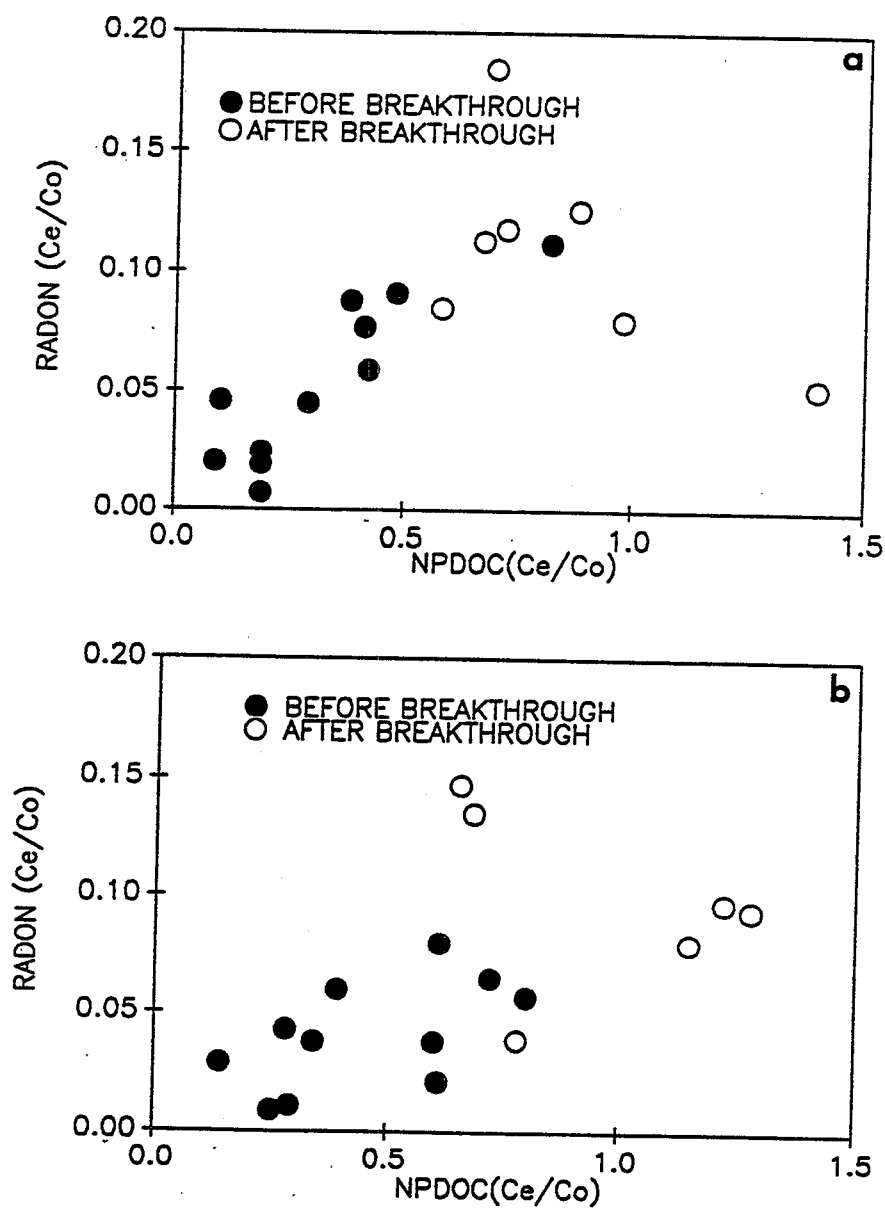 0.20
a
● BEFORE BREAKTHROUGH
○ AFTER BREAKTHROUGH
0.15
RADON (Ce/Co)
0.10
0.05
0.00
0.0 0.5 1.0 1.5
NPDOC(Ce/Co)
0.20
b
● BEFORE BREAKTHROUGH
○ AFTER BREAKTHROUGH
0.15
RADON (Ce/Co)
0.10
0.05
0.00
0.0 0.5 1.0 1.5
NPDOC(Ce/Co)